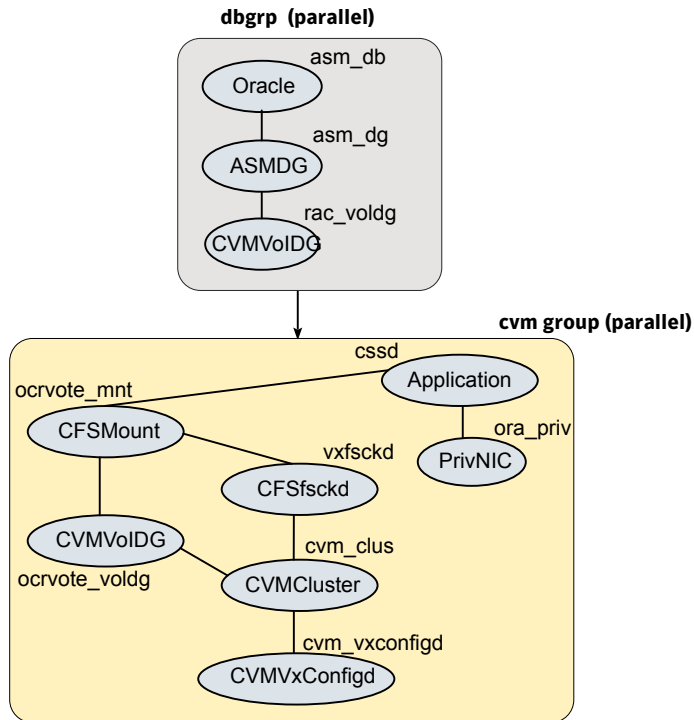 dbgrp (parallel)
asm_db
Oracle
asm_dg
ASMDG
rac_voldg
CVMVolDG
cvm group (parallel)
cssd
Application
ocrvote_mnt
CFSMount
ora_priv
PrivNIC
vxfsckd
CFSfsckd
CVMVolDG
ocrvote_voldg
cvm_clus
CVMCluster
cvm_vxconfigd
CVMVxConfigd